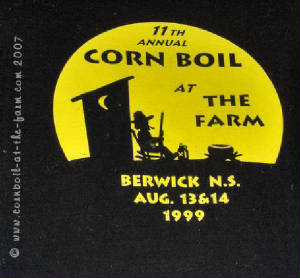 11TH
ANNUAL
CORN BOIL
AT
THE
FARM
BERWICK N.S.
AUG. 13&14
1999
© www.cornboil-at-the-farm.com 2007